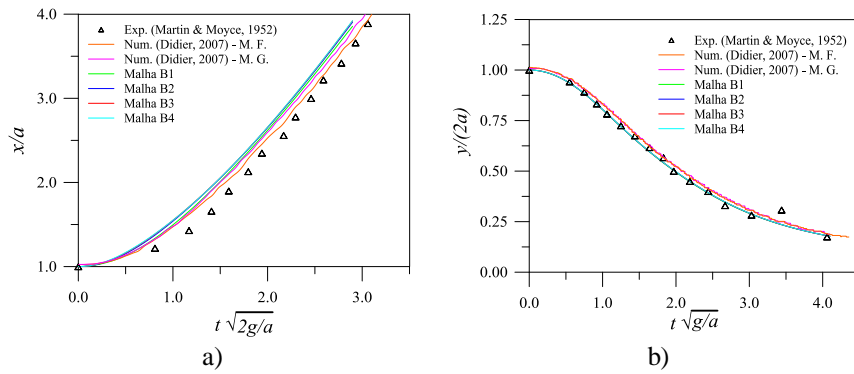 Exp. (Martin & Moyce, 1952)
Num. (Didier, 2007) - M. F.
Num. (Didier, 2007) - M. G.
Malha B1
Malha B2
Malha B3
Malha B4
4.0
3.0
2.0
1.0
x/a
0.0
1.0
2.0
3.0
t √2g/a
a)
Exp. (Martin & Moyce, 1952)
Num. (Didier, 2007) - M. F.
Num. (Didier, 2007) - M. G.
Malha B1
Malha B2
Malha B3
Malha B4
1.00
0.75
0.50
0.25
0.00
y/(2a)
0.0
1.0
2.0
3.0
4.0
t √g/a
b)